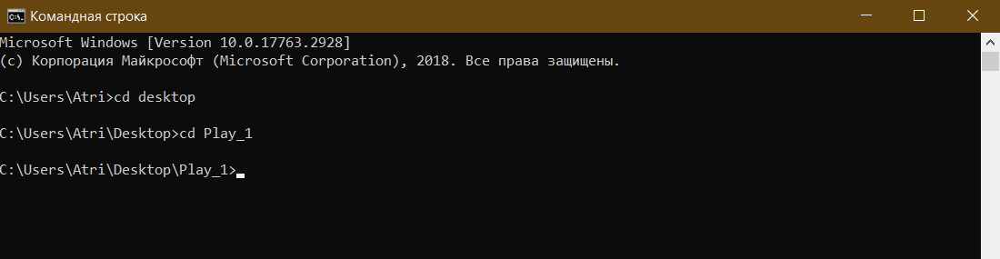 Командная строка
Microsoft Windows [Version 10.0.17763.2928]
(c) Корпорация Майкрософт (Microsoft Corporation), 2018. Все права защищены.
C:\Users\Atri>cd desktop
C:\Users\Atri\Desktop>cd Play_1
C:\Users\Atri\Desktop\Play_1>